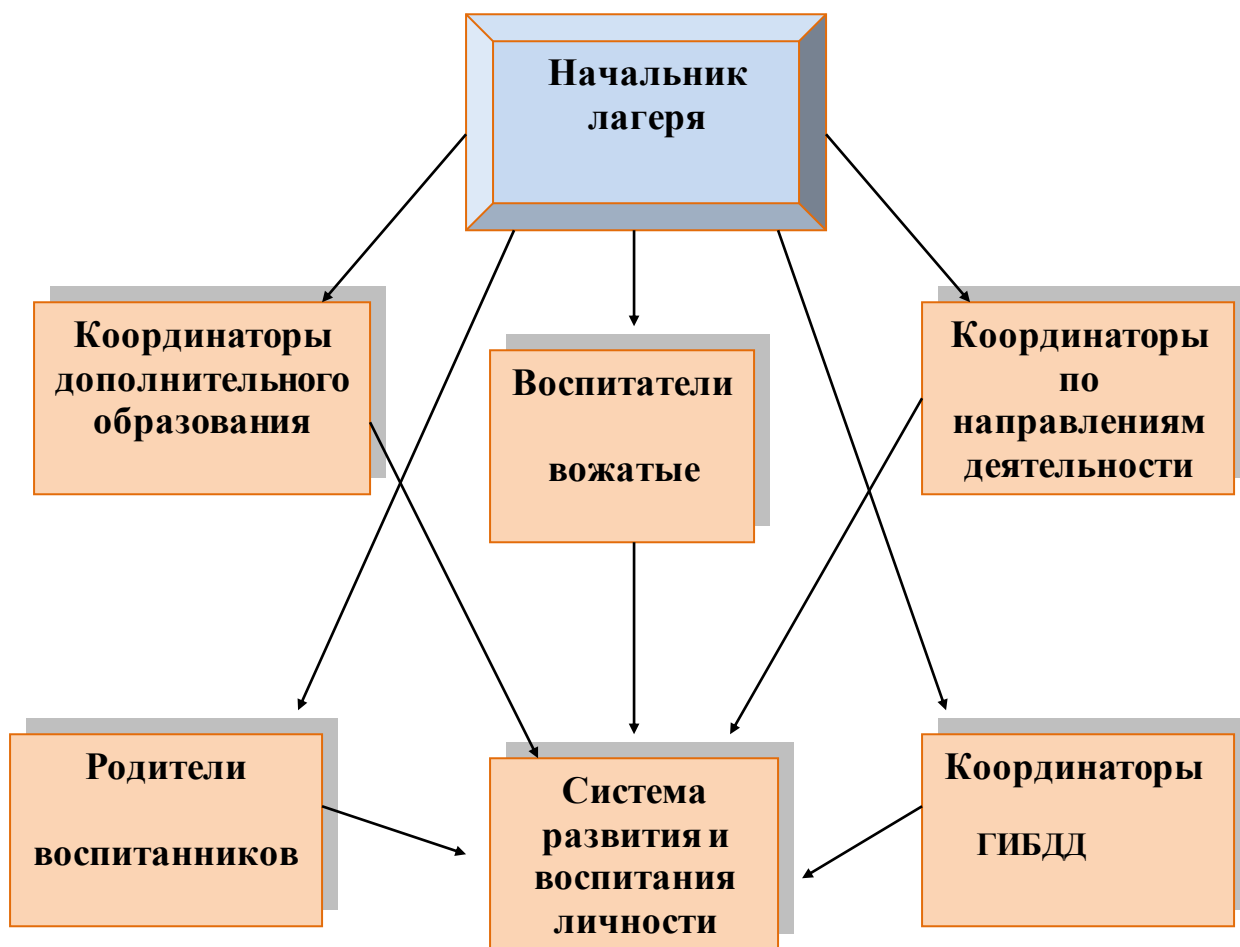 Начальник
лагеря
Координаторы
дополнительного
образования
Воспитатели
вожатые
Координаторы
по
направлениям
деятельности
Родители
воспитанников
Система
развития и
воспитания
личности
Координаторы
ГИБДД